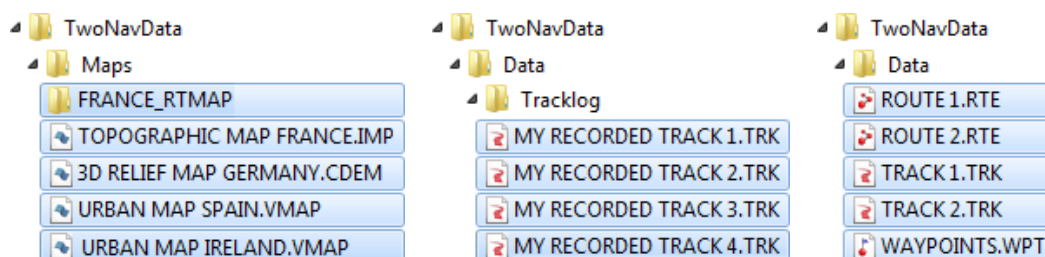 TwoNavData
Maps
FRANCE_RTMAP
TOPOGRAPHIC MAP FRANCE.IMP
3D RELIEF MAP GERMANY.CDEM
URBAN MAP SPAIN.VMAP
URBAN MAP IRELAND.VMAP
TwoNavData
Data
Tracklog
MY RECORDED TRACK 1.TRK
MY RECORDED TRACK 2.TRK
MY RECORDED TRACK 3.TRK
MY RECORDED TRACK 4.TRK
TwoNavData
Data
ROUTE 1.RTE
ROUTE 2.RTE
TRACK 1.TRK
TRACK 2.TRK
WAYPOINTS.WPT